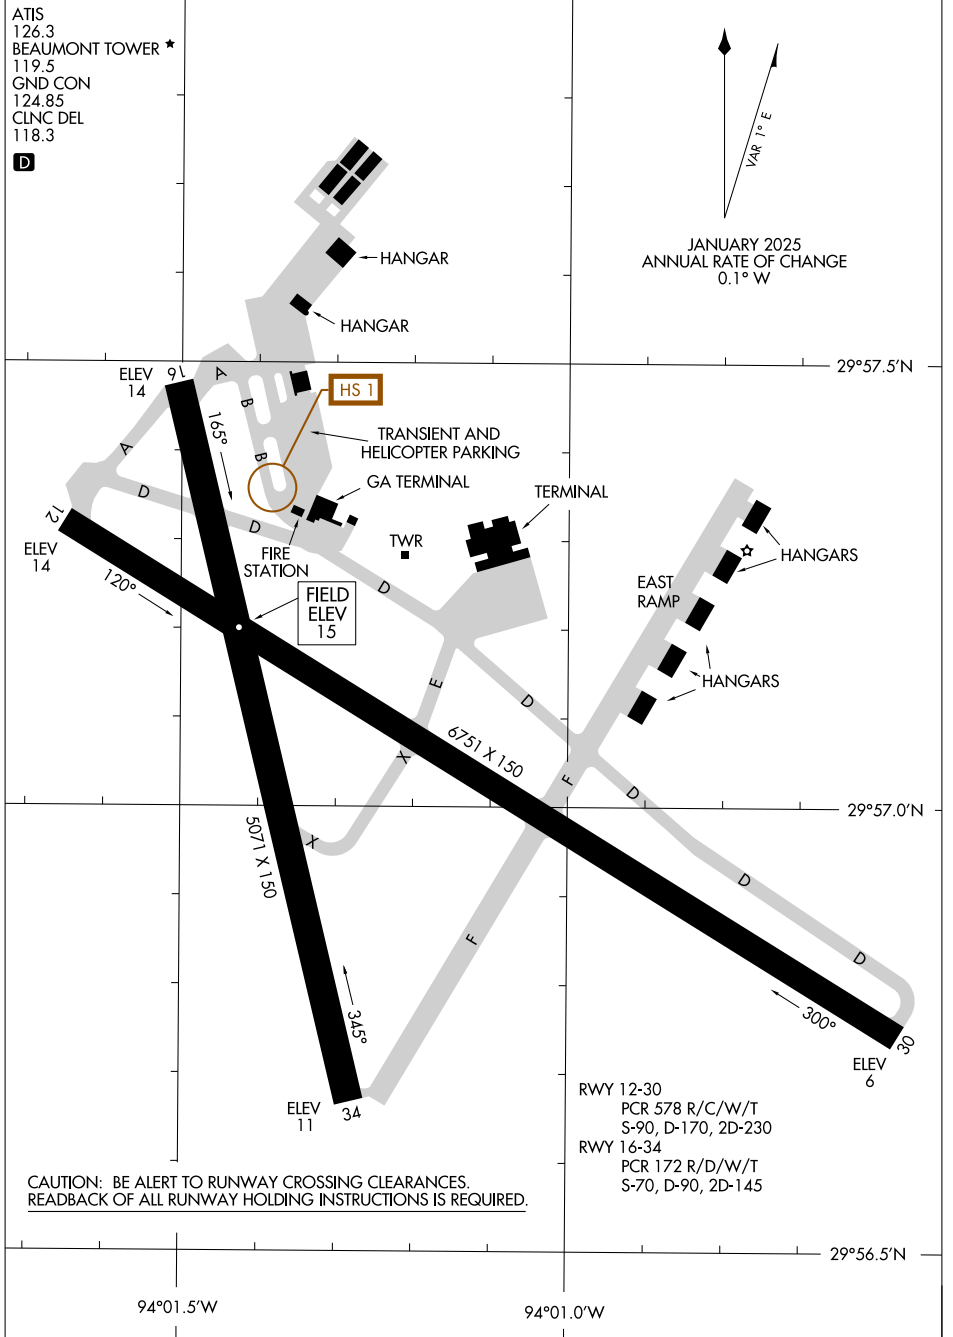 ATIS
126.3
BEAUMONT TOWER
119.5
GND CON
124.85
CLNC DEL
118.3
D
VAR 1° E
JANUARY 2025
ANNUAL RATE OF CHANGE
0.1° W
HANGAR
HANGAR
29°57.5'N
ELEV
14
16
A
B
HS 1
165°
A
B
TRANSIENT AND
HELICOPTER PARKING
D
GA TERMINAL
TERMINAL
12
D
ELEV
14
FIRE
STATION
TWR
HANGARS
120°
D
EAST
RAMP
FIELD
ELEV
15
E
HANGARS
D
X
6751 X 150
F
D
29°57.0'N
X
5071 X 150
D
F
D
345°
300°
30
ELEV
6
ELEV
11
34
RWY 12-30
PCR 578 R/C/W/T
S-90, D-170, 2D-230
RWY 16-34
PCR 172 R/D/W/T
S-70, D-90, 2D-145
CAUTION: BE ALERT TO RUNWAY CROSSING CLEARANCES.
READBACK OF ALL RUNWAY HOLDING INSTRUCTIONS IS REQUIRED.
29°56.5'N
94°01.5'W
94°01.0'W